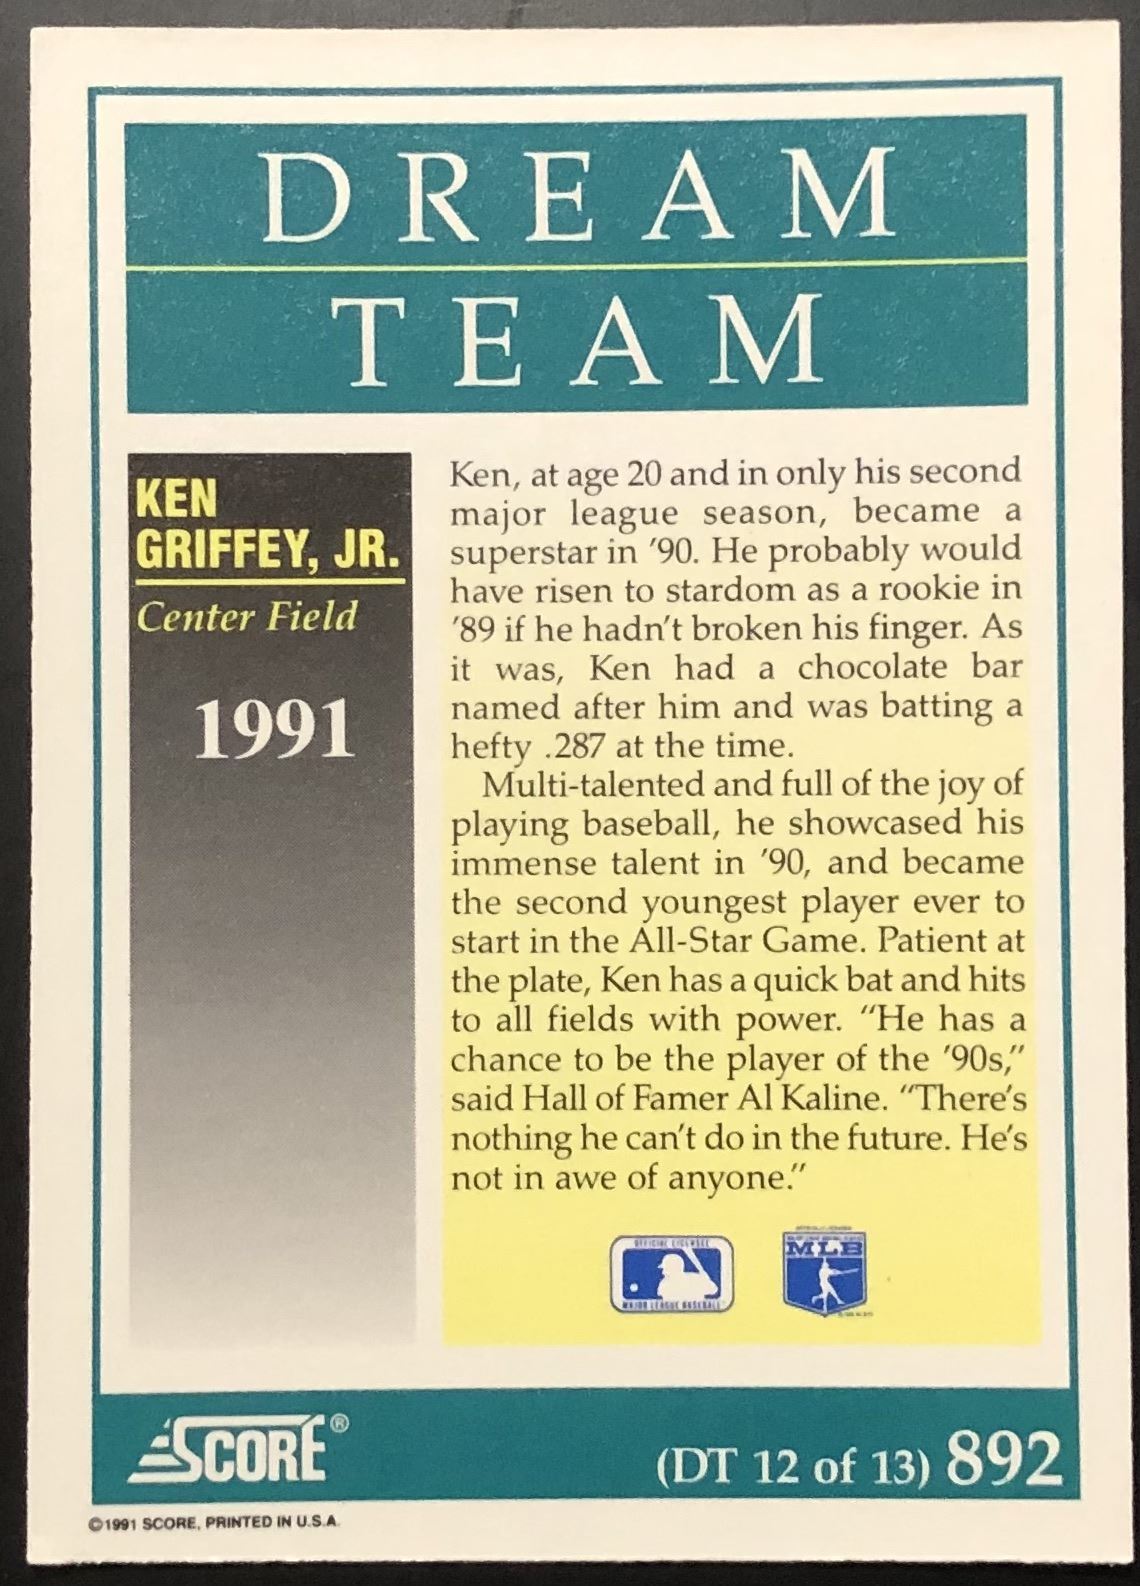 DREAM
TEAM
KEN
GRIFFEY, JR.
Center Field
1991
Ken, at age 20 and in only his second
major league season, became a
superstar in '90. He probably would
have risen to stardom as a rookie in
'89 if he hadn't broken his finger. As
it was, Ken had a chocolate bar
named after him and was batting a
hefty .287 at the time.
Multi-talented and full of the joy of
playing baseball, he showcased his
immense talent in '90, and became
the second youngest player ever to
start in the All-Star Game. Patient at
the plate, Ken has a quick bat and hits
to all fields with power. "He has a
chance to be the player of the '90s,"
said Hall of Famer Al Kaline. "There's
nothing he can't do in the future. He's
not in awe of anyone."
OFFICIAL LICENSEE
MAJOR LEAGUE BASEBALL
MLB
SCORE®
(DT 12 of 13) 892
©1991 SCORE, PRINTED IN U.S.A.